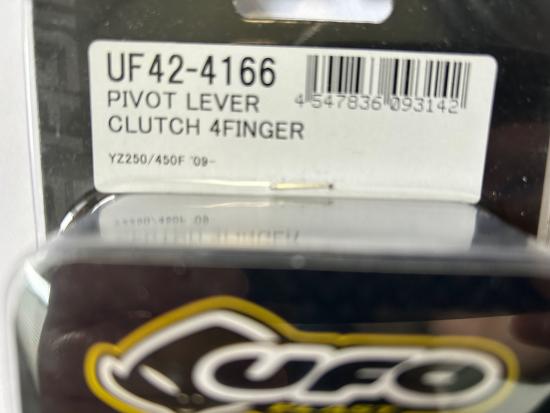 UF42-4166
4 547836 093142
PIVOT LEVER
CLUTCH 4FINGER
YZ250/450F '09-
UFO